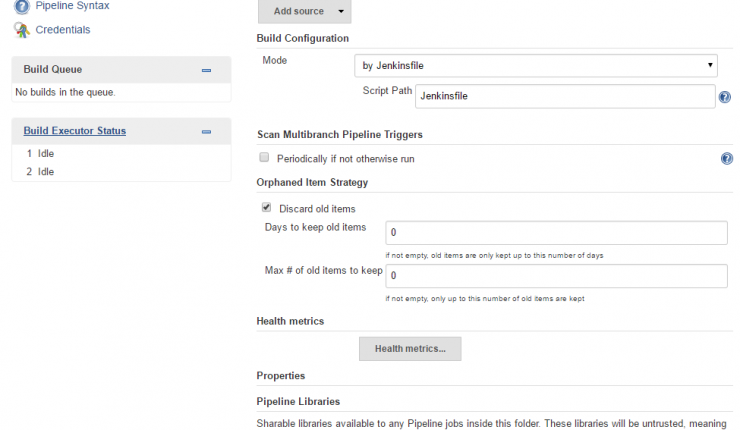 Pipeline Syntax
Credentials
Build Queue
No builds in the queue.
Build Executor Status
1 Idle
2 Idle
Add source
Build Configuration
Mode
by Jenkinsfile
Script Path
Jenkinsfile
Scan Multibranch Pipeline Triggers
Periodically if not otherwise run
Orphaned Item Strategy
Discard old items
Days to keep old items
0
if not empty, old items are only kept up to this number of days
Max # of old items to keep
0
if not empty, only up to this number of old items are kept
Health metrics
Health metrics...
Properties
Pipeline Libraries
Sharable libraries available to any Pipeline jobs inside this folder. These libraries will be untrusted, meaning